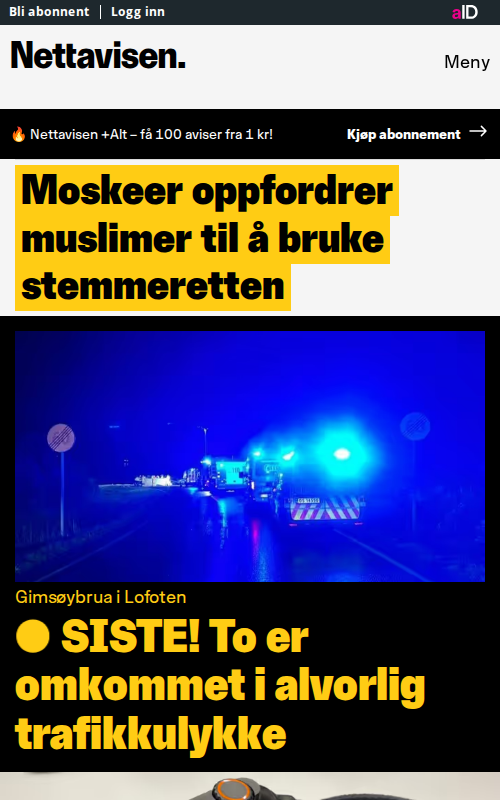 Bli abonnent | Logg inn
aID
Nettavisen.
Meny
🔥 Nettavisen +Alt – få 100 aviser fra 1 kr!
Kjøp abonnement →
Moskeer oppfordrer
muslimer til å bruke
stemmeretten
Gimsøybrua i Lofoten
SISTE! To er
omkommet i alvorlig
trafikkulykke